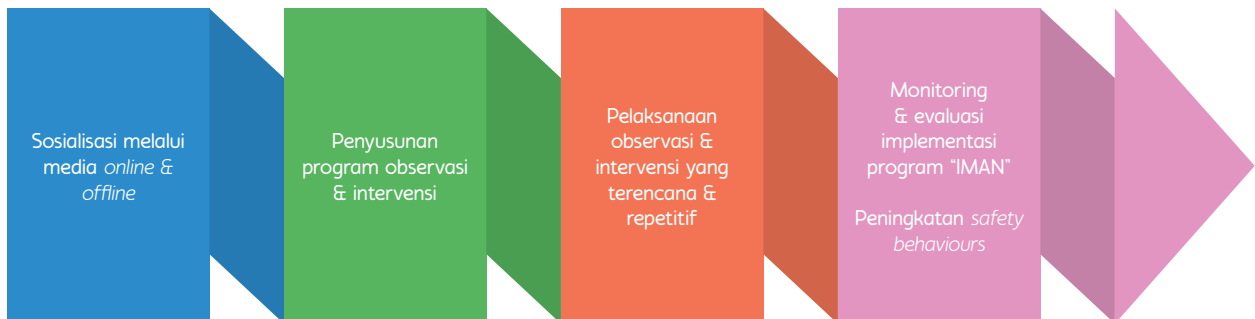 Sosialisasi melalui
media online &
offline
Penyusunan
program observasi
& intervensi
Pelaksanaan
observasi &
intervensi yang
terencana &
repetitif
Monitoring
& evaluasi
implementasi
program “IMAN”
Peningkatan safety
behaviours